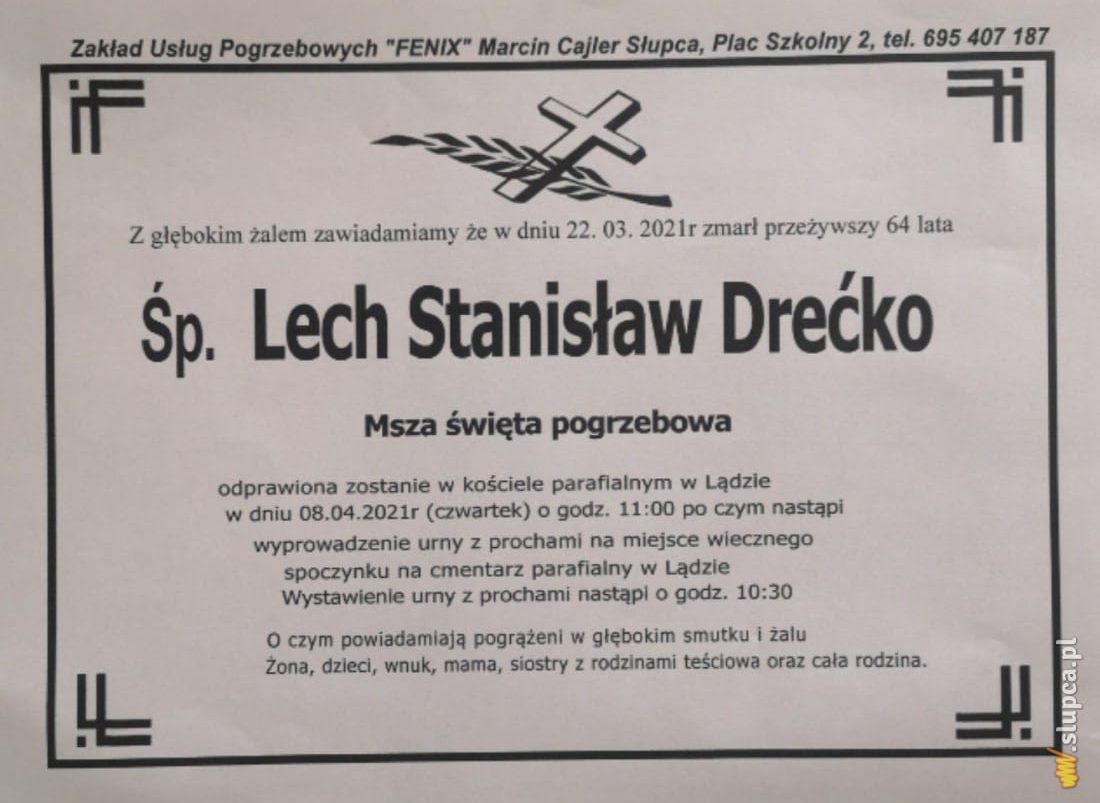 Zakład Usług Pogrzebowych "FENIX" Marcin Cajler Słupca, Plac Szkolny 2, tel. 695 407 187
Z głębokim żalem zawiadamiamy że w dniu 22. 03. 2021r zmarł przeżywszy 64 lata
Śp. Lech Stanisław Drećko
Msza święta pogrzebowa
odprawiona zostanie w kościele parafialnym w Lądzie
w dniu 08.04.2021r (czwartek) o godz. 11:00 po czym nastąpi
wyprowadzenie urny z prochami na miejsce wiecznego
spoczynku na cmentarz parafialny w Lądzie
Wystawienie urny z prochami nastąpi o godz. 10:30
O czym powiadamiają pogrążeni w głębokim smutku i żalu
Żona, dzieci, wnuk, mama, siostry z rodzinami teściowa oraz cała rodzina.
www.slupca.pl